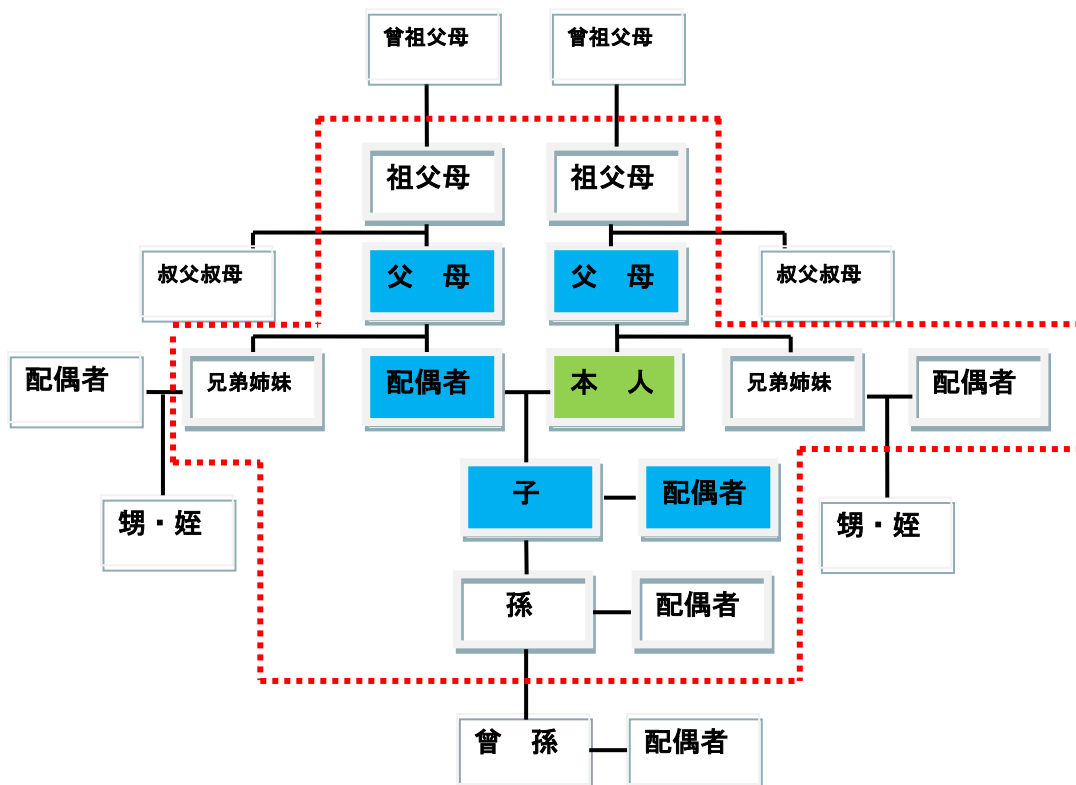 曾祖父母
曾祖父母
祖父母
祖父母
叔父叔母
父　母
父　母
叔父叔母
配偶者
兄弟姉妹
配偶者
本　人
兄弟姉妹
配偶者
子
配偶者
甥・姪
甥・姪
孫
配偶者
曾　孫
配偶者